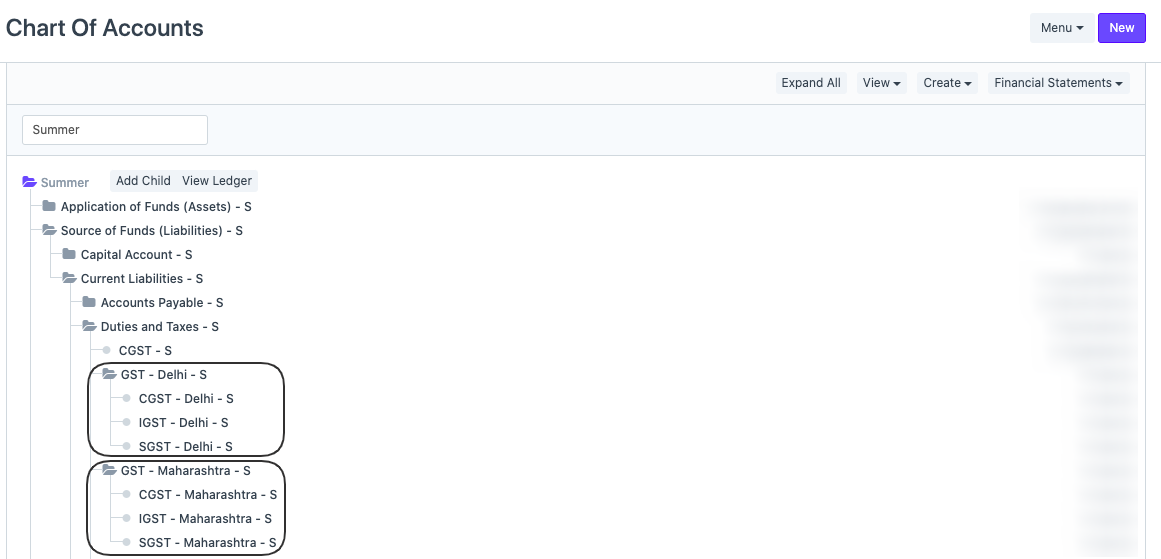 Chart Of Accounts
Menu New
Expand All View Create Financial Statements
Summer
Summer Add Child View Ledger
Application of Funds (Assets) - S
Source of Funds (Liabilities) - S
Capital Account - S
Current Liabilities - S
Accounts Payable - S
Duties and Taxes - S
CGST - S
GST - Delhi - S
CGST - Delhi - S
IGST - Delhi - S
SGST - Delhi - S
GST - Maharashtra - S
CGST - Maharashtra - S
IGST - Maharashtra - S
SGST - Maharashtra - S